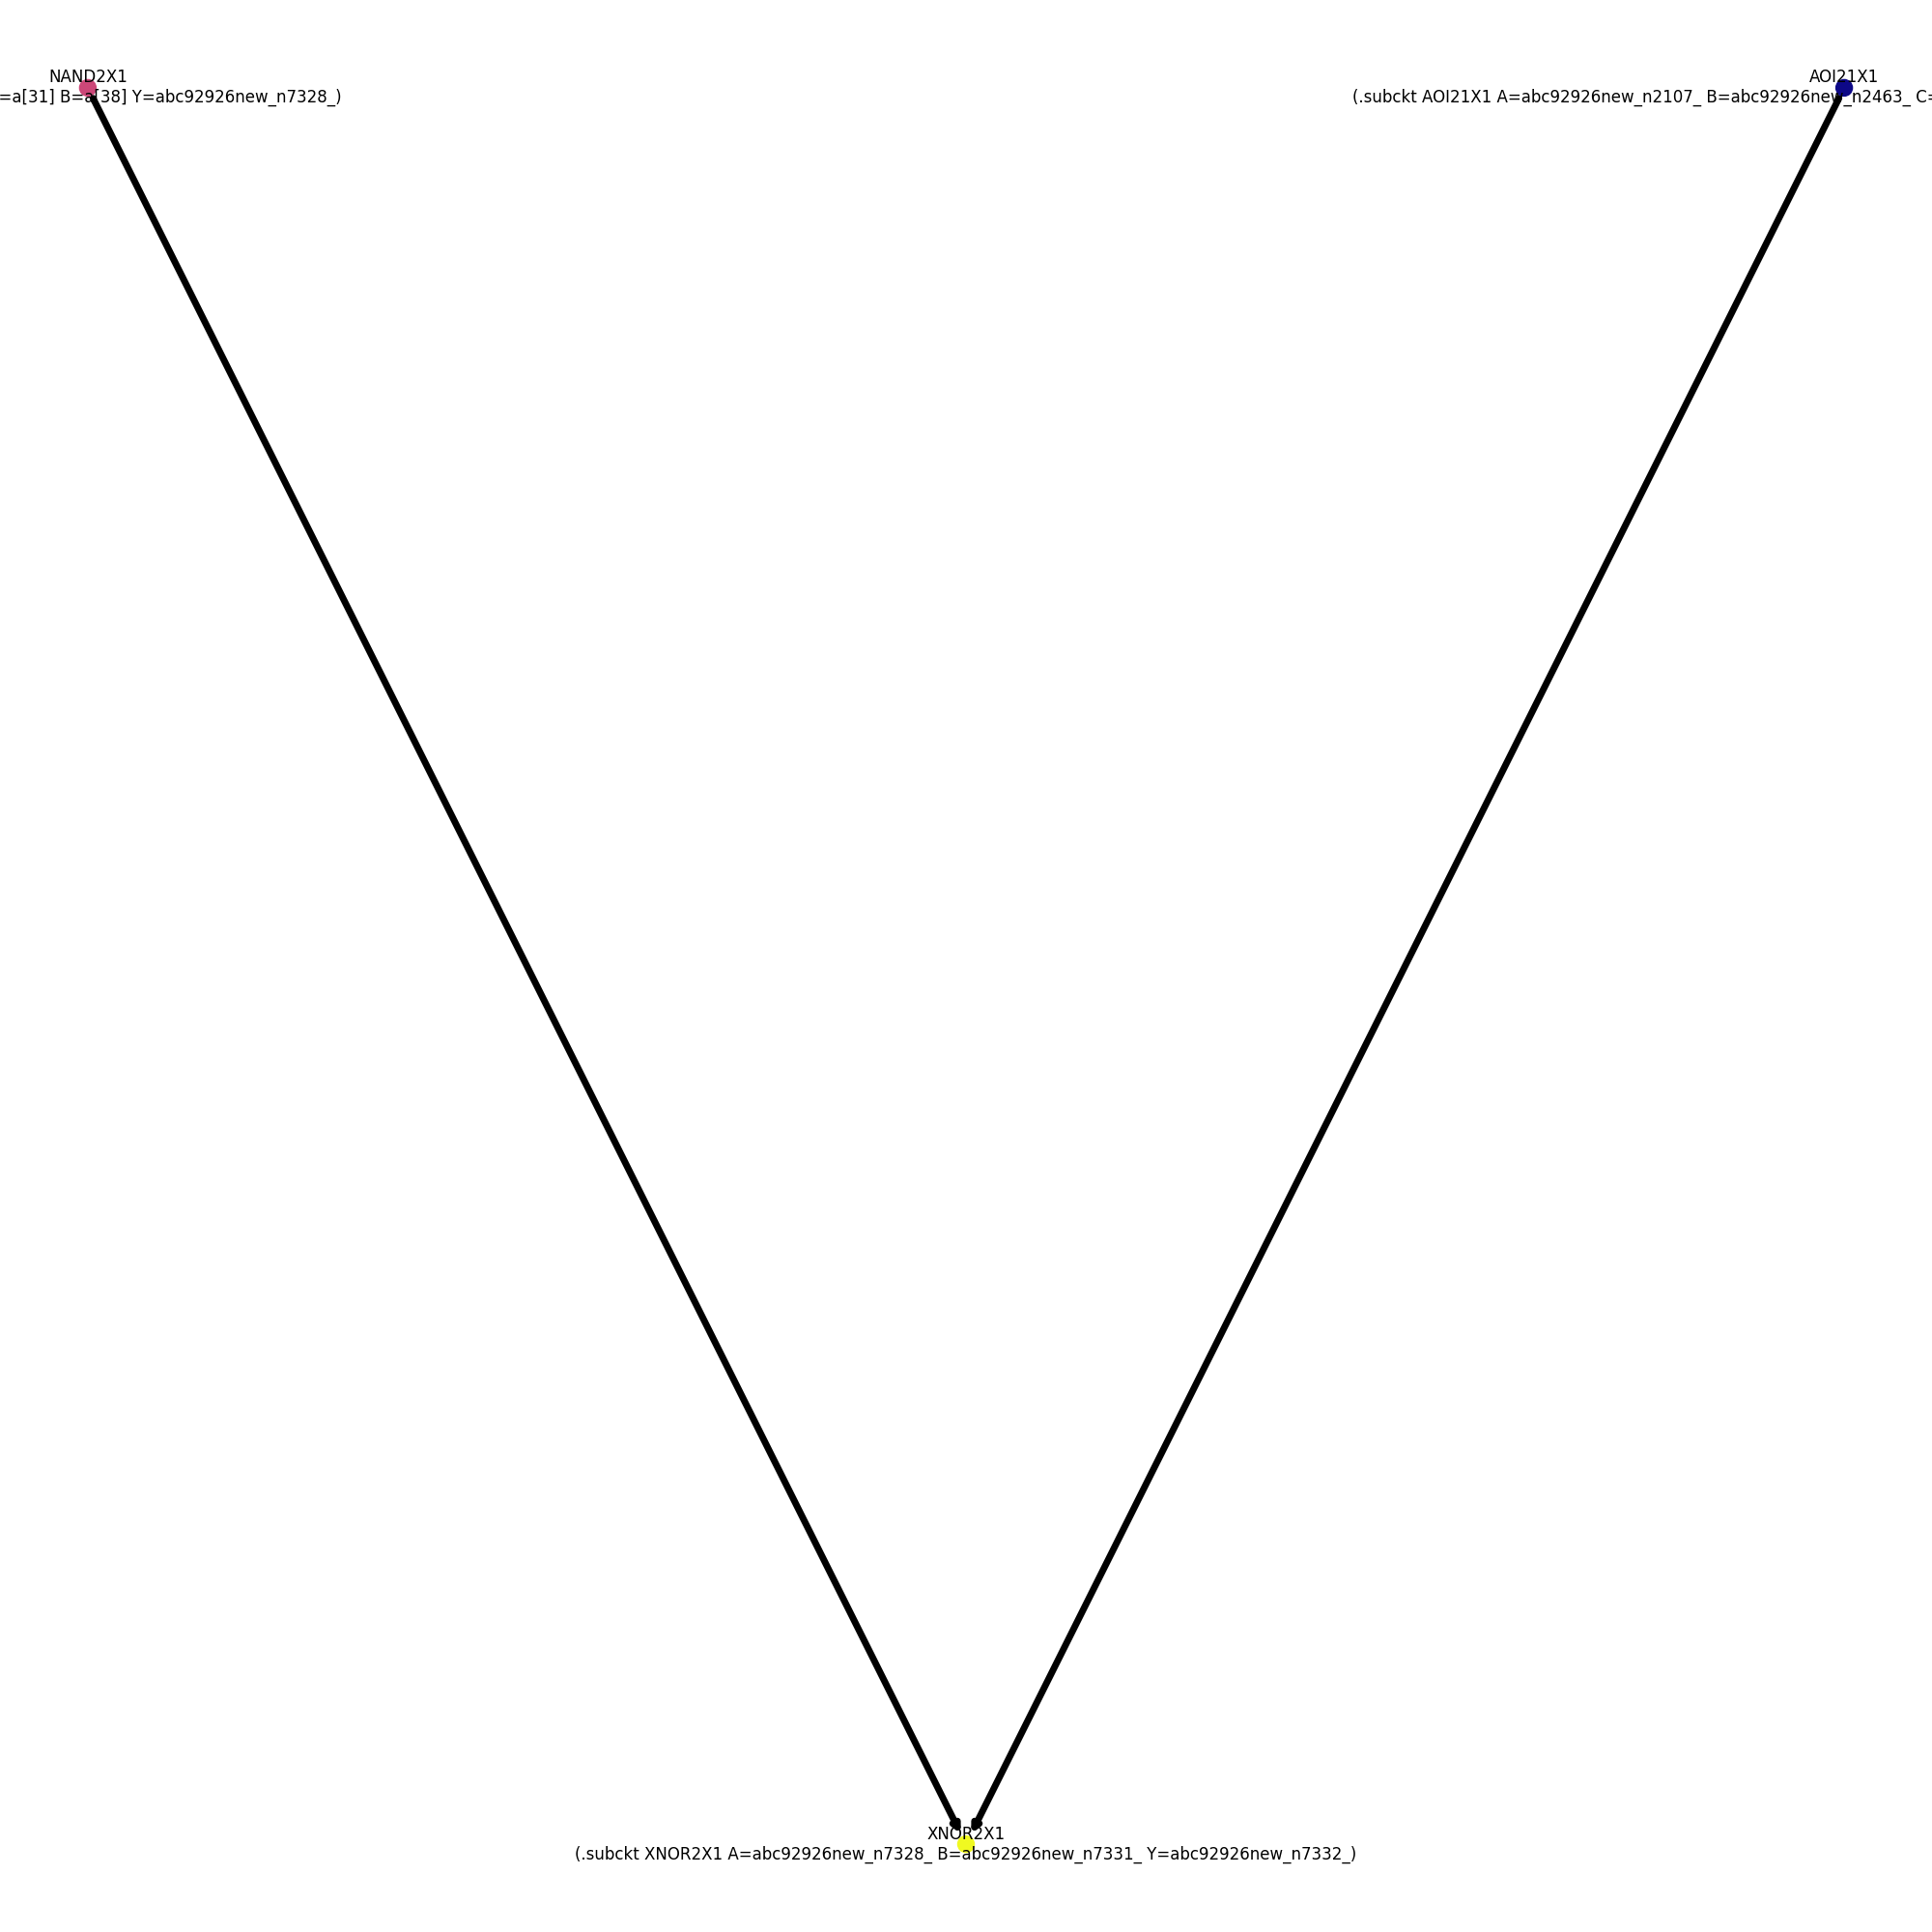 NAND2X1
=a[31] B=a[38] Y=abc92926new_n7328_)
AOI21X1
(.subckt AOI21X1 A=abc92926new_n2107_ B=abc92926new_n2463_ C=
XNOR2X1
(.subckt XNOR2X1 A=abc92926new_n7328_ B=abc92926new_n7331_ Y=abc92926new_n7332_)